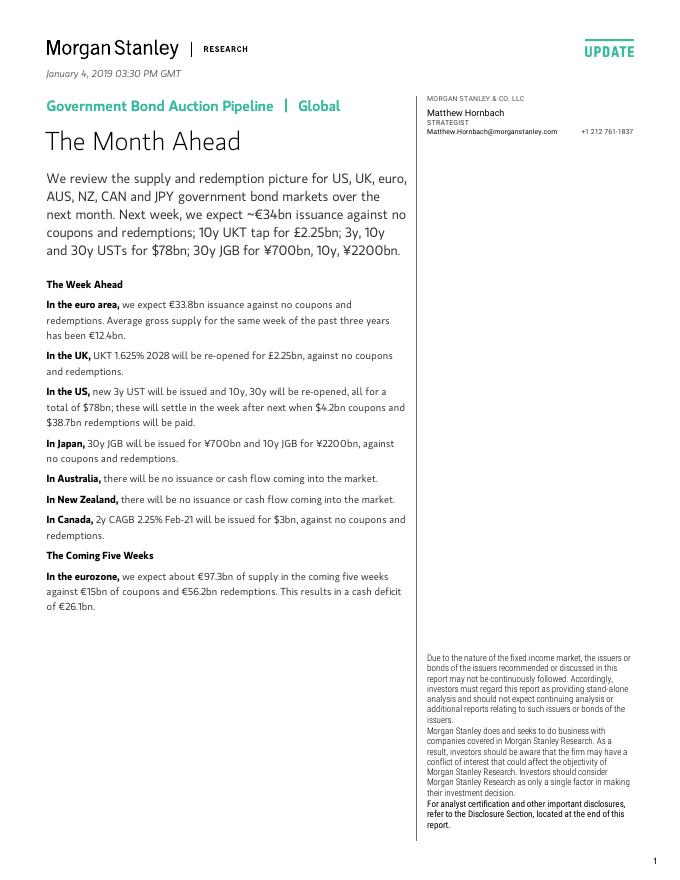 Morgan Stanley | RESEARCH
UPDATE
January 4, 2019 03:30 PM GMT
Government Bond Auction Pipeline | Global
The Month Ahead
We review the supply and redemption picture for US, UK, euro,
AUS, NZ, CAN and JPY government bond markets over the
next month. Next week, we expect ~€34bn issuance against no
coupons and redemptions; 10y UKT tap for £2.25bn; 3y, 10y
and 30y USTs for $78bn; 30y JGB for ¥700bn, 10y, ¥2200bn.
The Week Ahead
In the euro area, we expect €33.8bn issuance against no coupons and
redemptions. Average gross supply for the same week of the past three years
has been €12.4bn.
In the UK, UKT 1.625% 2028 will be re-opened for £2.25bn, against no coupons
and redemptions.
In the US, new 3y UST will be issued and 10y, 30y will be re-opened, all for a
total of $78bn; these will settle in the week after next when $4.2bn coupons and
$38.7bn redemptions will be paid.
In Japan, 30y JGB will be issued for ¥700bn and 10y JGB for ¥2200bn, against
no coupons and redemptions.
In Australia, there will be no issuance or cash flow coming into the market.
In New Zealand, there will be no issuance or cash flow coming into the market.
In Canada, 2y CAGB 2.25% Feb-21 will be issued for $3bn, against no coupons and
redemptions.
The Coming Five Weeks
In the eurozone, we expect about €97.3bn of supply in the coming five weeks
against €15bn of coupons and €56.2bn redemptions. This results in a cash deficit
of €26.1bn.
MORGAN STANLEY & CO. LLC
Matthew Hornbach
STRATEGIST
Matthew.Hornbach@morganstanley.com +1 212 761-1837
Due to the nature of the fixed income market, the issuers or
bonds of the issuers recommended or discussed in this
report may not be continuously followed. Accordingly,
investors must regard this report as providing stand-alone
analysis and should not expect continuing analysis or
additional reports relating to such issuers or bonds of the
issuers.
Morgan Stanley does and seeks to do business with
companies covered in Morgan Stanley Research. As a
result, investors should be aware that the firm may have a
conflict of interest that could affect the objectivity of
Morgan Stanley Research. Investors should consider
Morgan Stanley Research as only a single factor in making
their investment decision.
For analyst certification and other important disclosures,
refer to the Disclosure Section, located at the end of this
report.
1